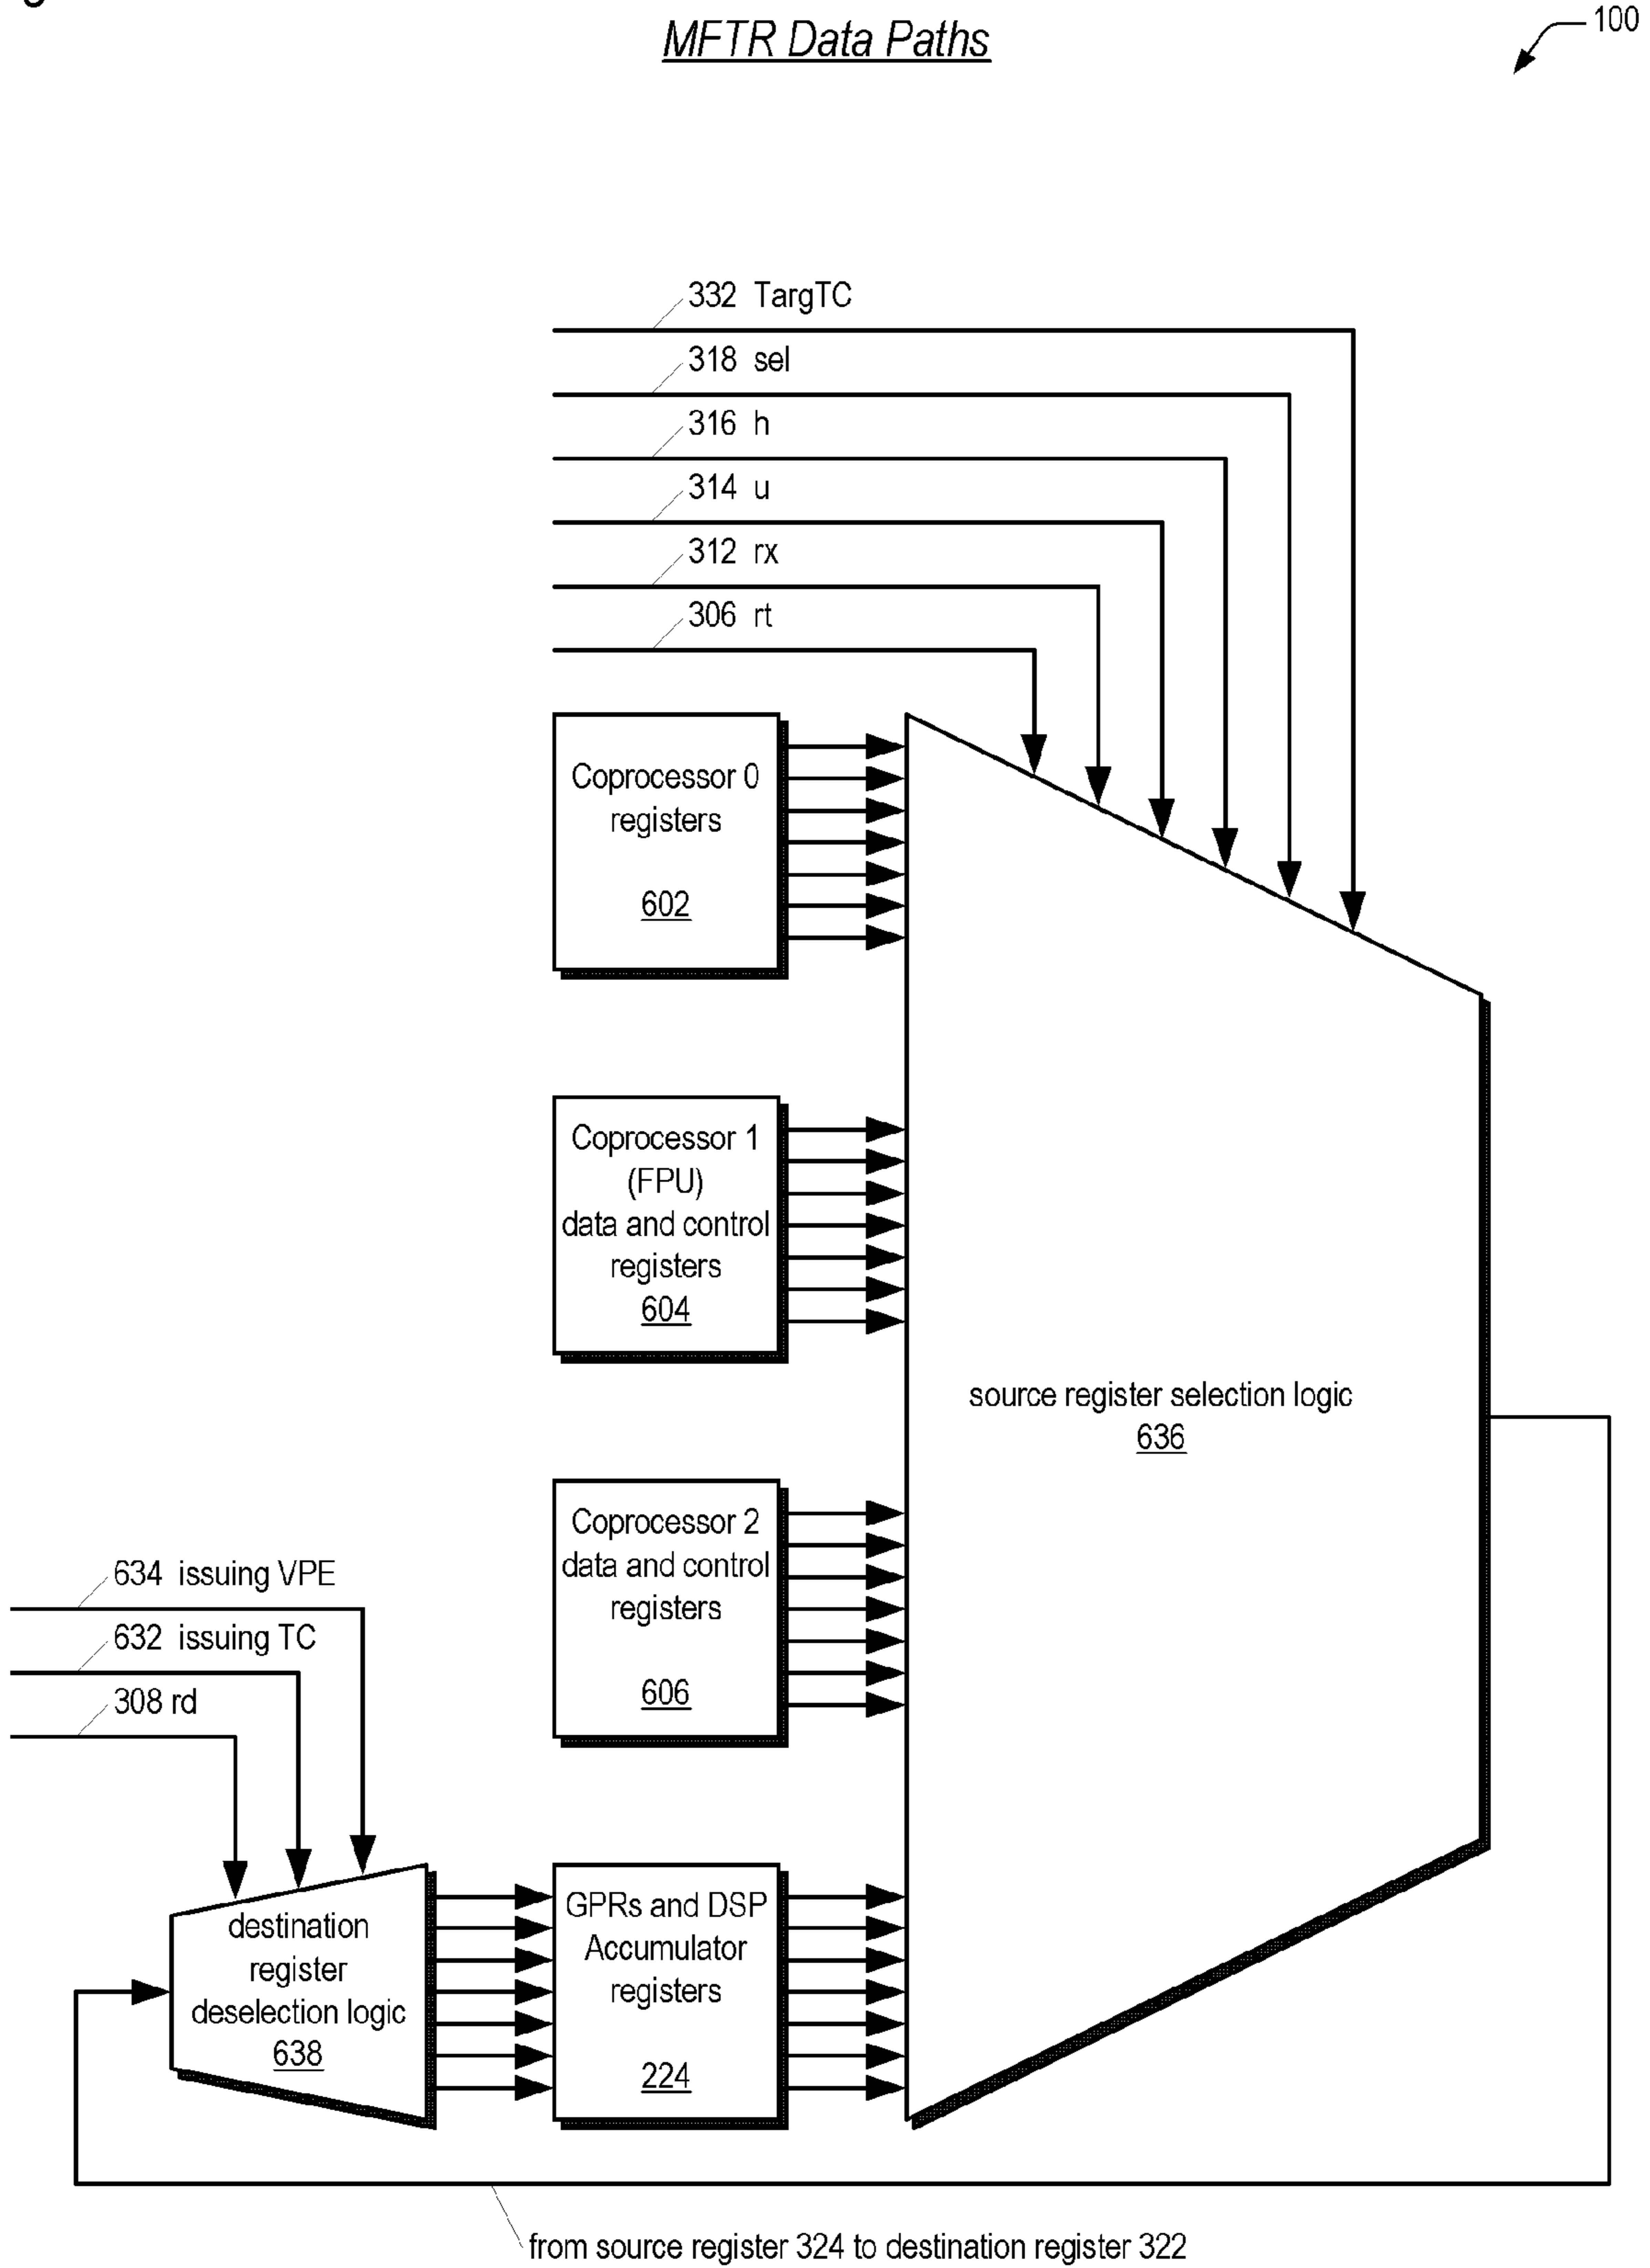 MFTR Data Paths
100
332 TargTC
318 sel
316 h
314 u
312 rx
306 rt
Coprocessor 0
registers
602
Coprocessor 1
(FPU)
data and control
registers
604
source register selection logic
636
Coprocessor 2
data and control
registers
606
634 issuing VPE
632 issuing TC
308 rd
destination
register
deselection logic
638
GPRs and DSP
Accumulator
registers
224
from source register 324 to destination register 322